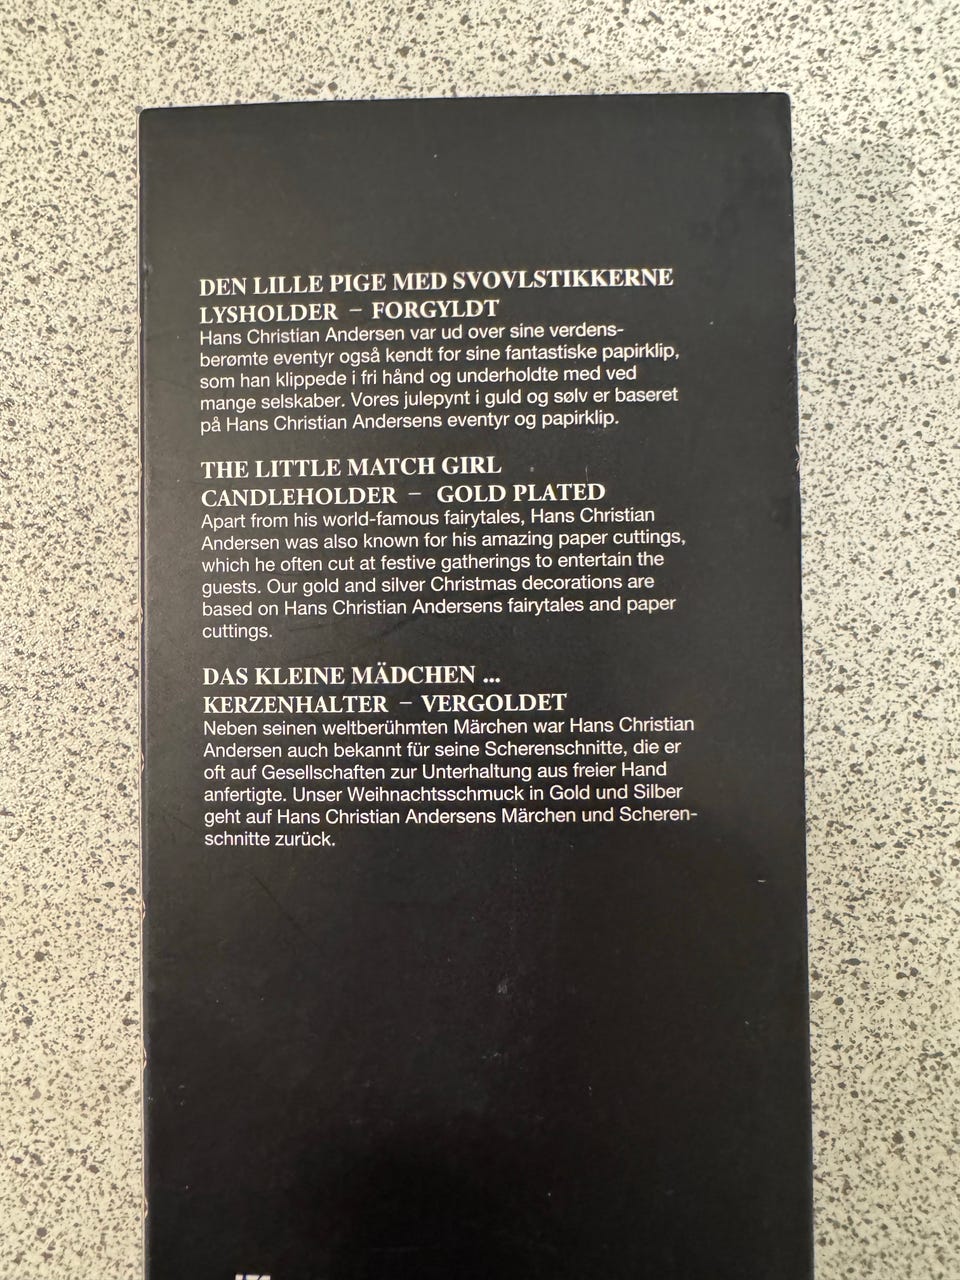 DEN LILLE PIGE MED SVOVLSTIKKERNE
LYSHOLDER – FORGYLDT
Hans Christian Andersen var ud over sine verdens-
berømte eventyr også kendt for sine fantastiske papirklip,
som han klippede i fri hånd og underholdte med ved
mange selskaber. Vores julepynt i guld og sølv er baseret
på Hans Christian Andersens eventyr og papirklip.
THE LITTLE MATCH GIRL
CANDLEHOLDER – GOLD PLATED
Apart from his world-famous fairytales, Hans Christian
Andersen was also known for his amazing paper cuttings,
which he often cut at festive gatherings to entertain the
guests. Our gold and silver Christmas decorations are
based on Hans Christian Andersens fairytales and paper
cuttings.
DAS KLEINE MÄDCHEN ...
KERZENHALTER – VERGOLDET
Neben seinen weltberühmten Märchen war Hans Christian
Andersen auch bekannt für seine Scherenschnitte, die er
oft auf Gesellschaften zur Unterhaltung aus freier Hand
anfertigte. Unser Weihnachtsschmuck in Gold und Silber
geht auf Hans Christian Andersens Märchen und Scheren-
schnitte zurück.